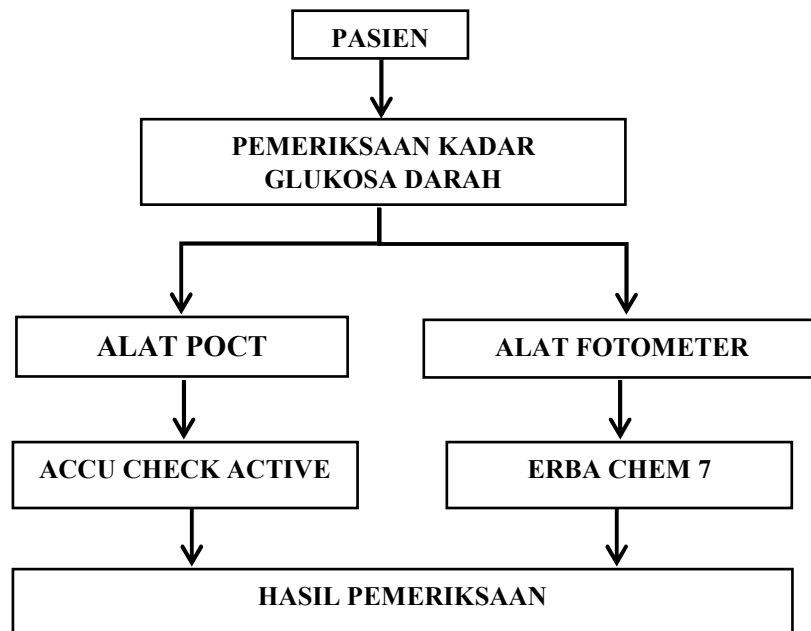 PASIEN
PEMERIKSAAN KADAR
GLUKOSA DARAH
ALAT POCT
ALAT FOTOMETER
ACCU CHECK ACTIVE
ERBA CHEM 7
HASIL PEMERIKSAAN